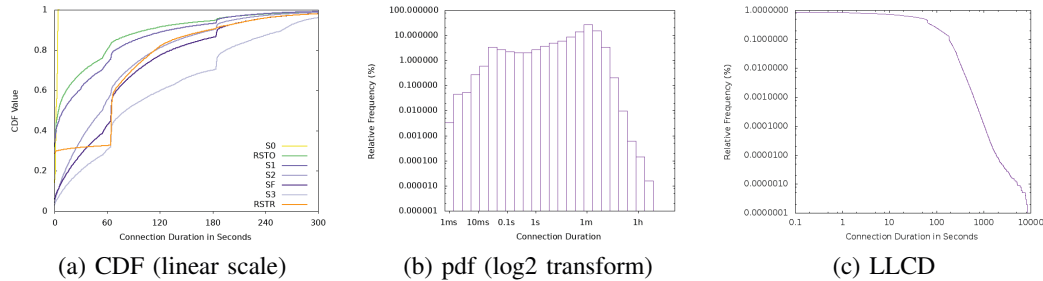 CDF Value
1
0.8
0.6
0.4
0.2
0
0
60
120
180
240
300
Connection Duration in Seconds
S0
RSTO
S1
S2
SF
S3
RSTR
(a) CDF (linear scale)
Relative Frequency (%)
100.000000
10.000000
1.000000
0.100000
0.010000
0.001000
0.000100
0.000010
0.000001
1ms
10ms
0.1s
1s
1m
1h
Connection Duration
(b) pdf (log2 transform)
Relative Frequency (%)
1.0000000
0.1000000
0.0100000
0.0010000
0.0001000
0.0000100
0.0000010
0.0000001
0.1
1
10
100
1000
10000
Connection Duration in Seconds
(c) LLCD